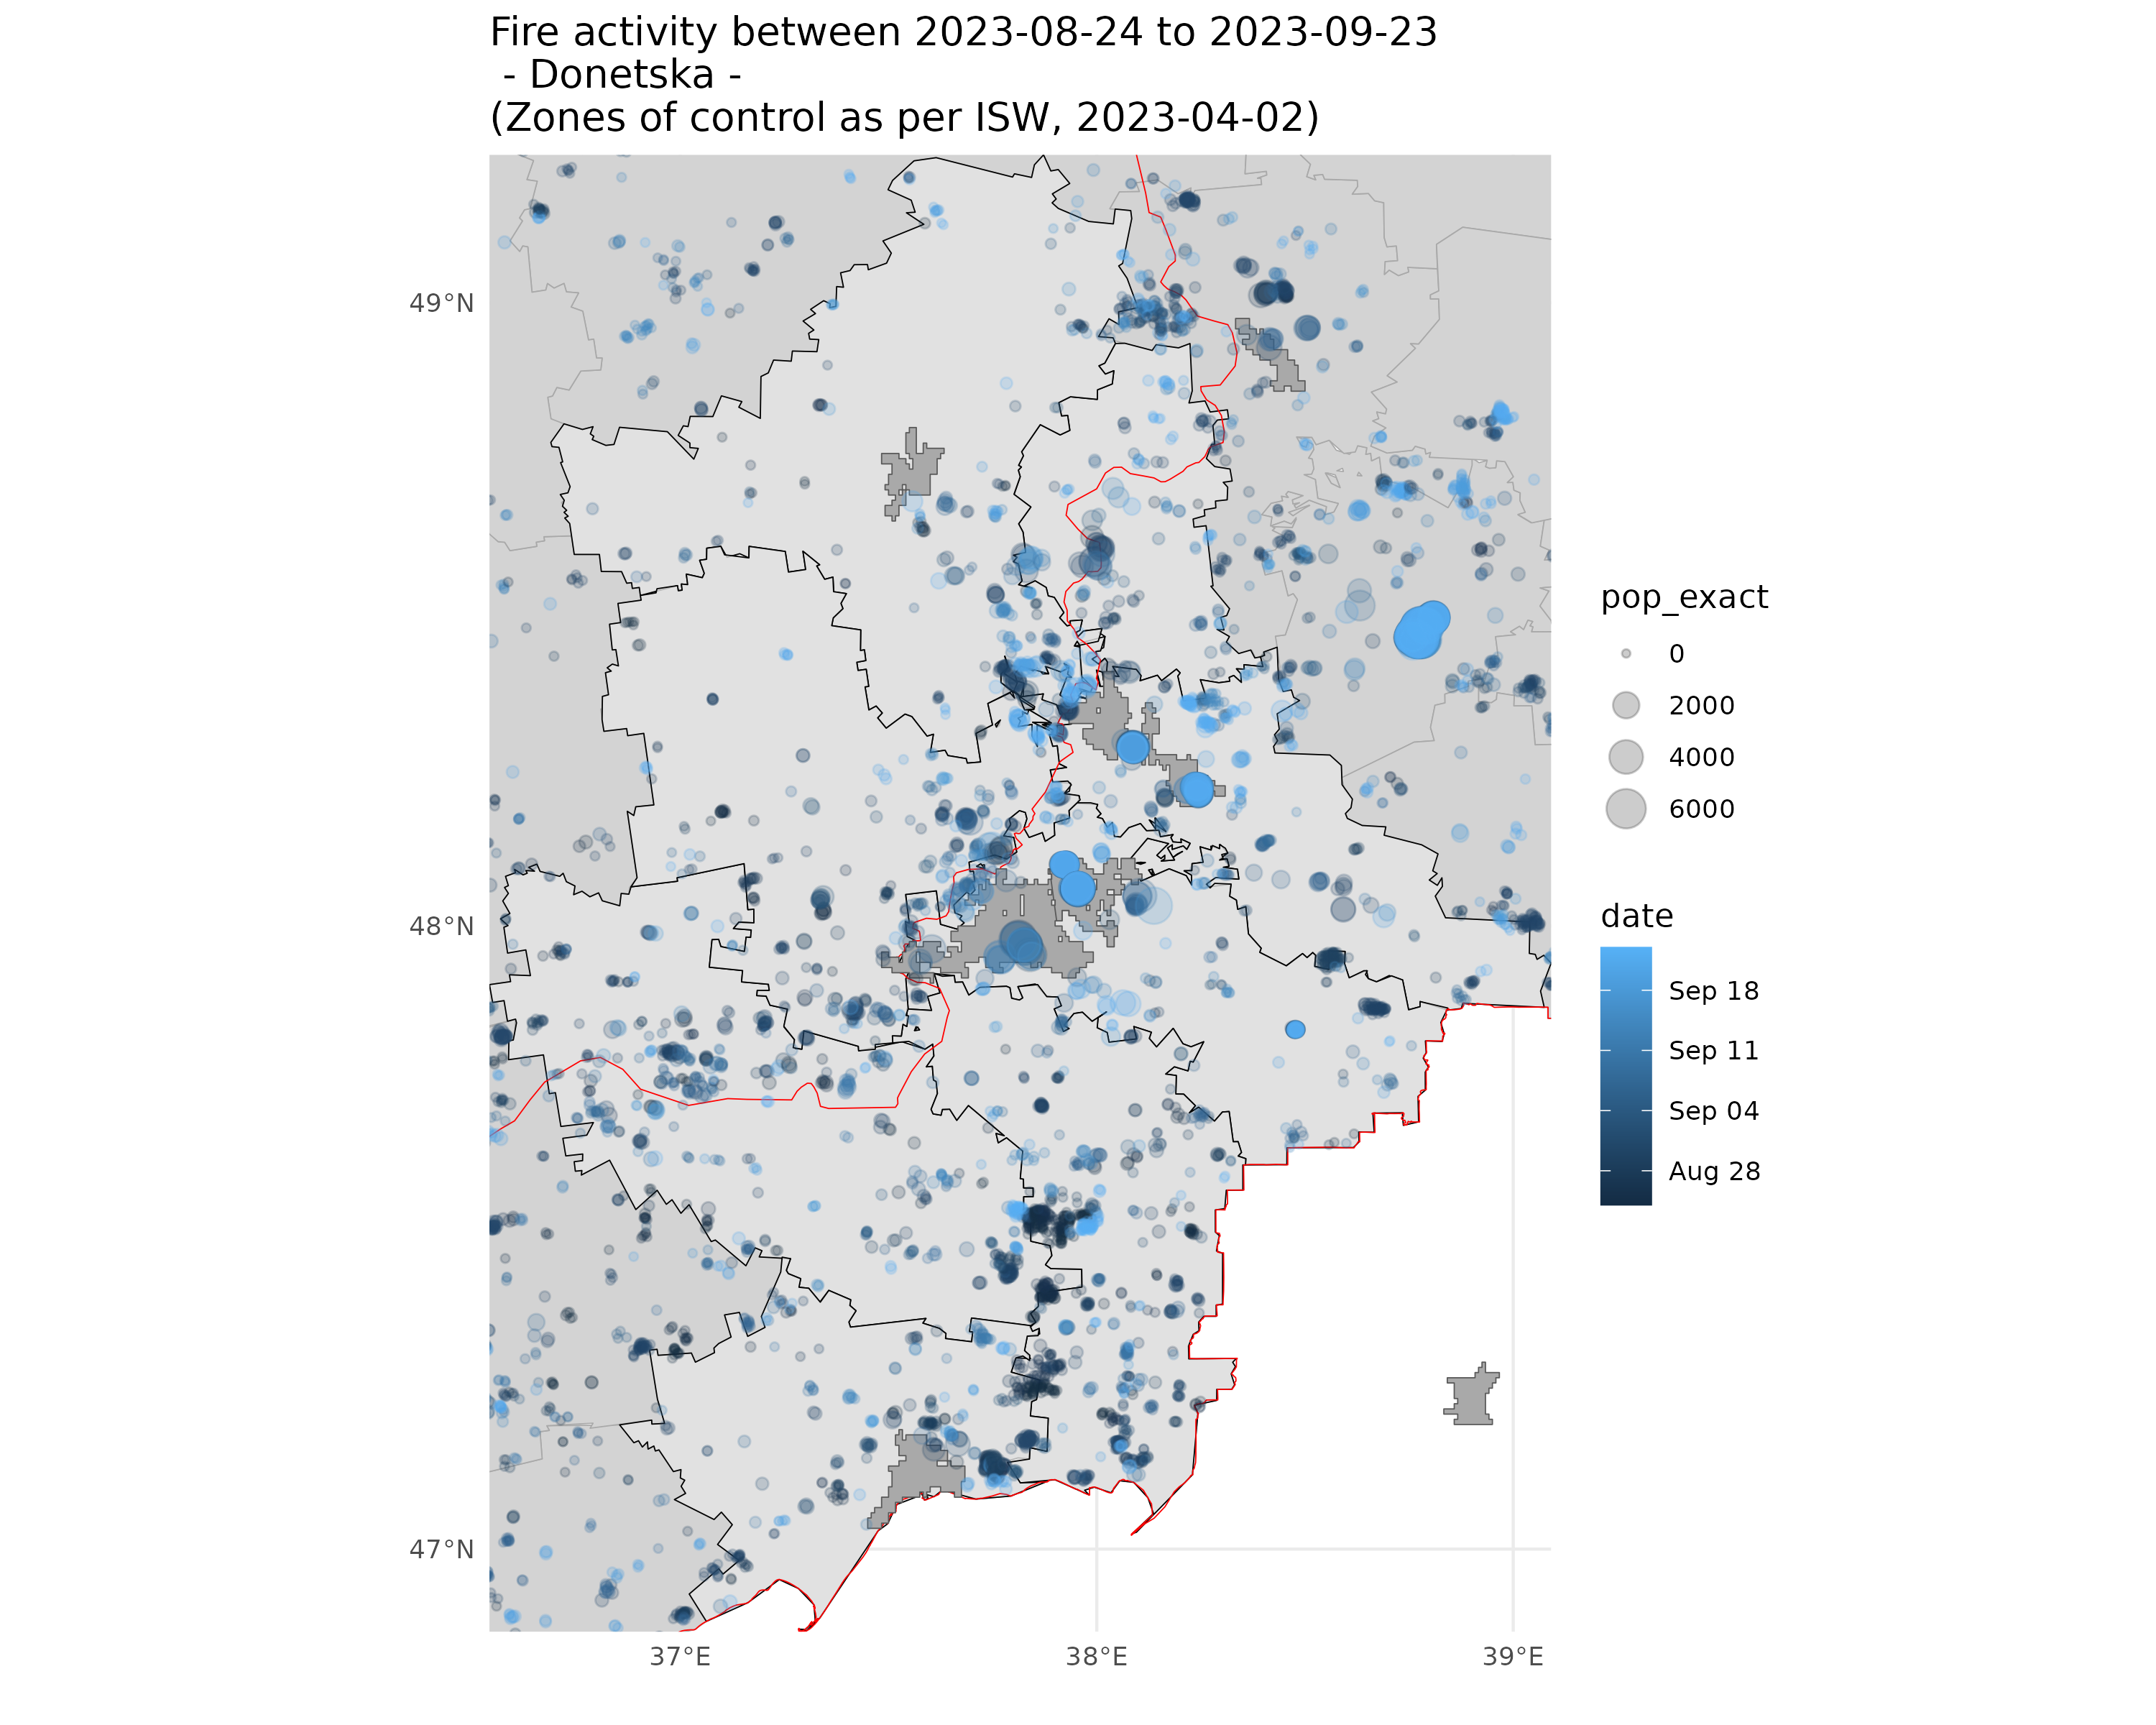 Fire activity between 2023-08-24 to 2023-09-23
- Donetska -
(Zones of control as per ISW, 2023-04-02)
49°N
48°N
47°N
37°E
38°E
39°E
pop_exact
0
2000
4000
6000
date
Sep 18
Sep 11
Sep 04
Aug 28